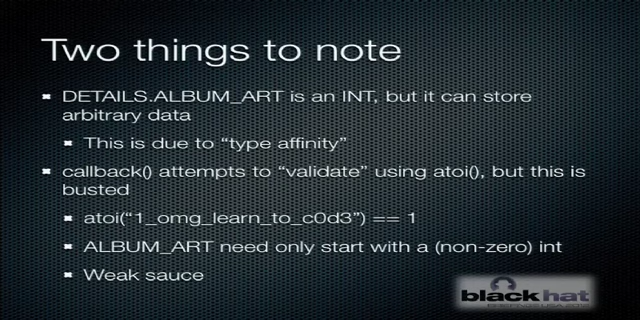 Two things to note
DETAILS.ALBUM_ART is an INT, but it can store
arbitrary data
This is due to “type affinity”
callback() attempts to “validate” using atoi(), but this is
busted
atoi(“1_omg_learn_to_c0d3”) == 1
ALBUM_ART need only start with a (non-zero) int
Weak sauce
black hat